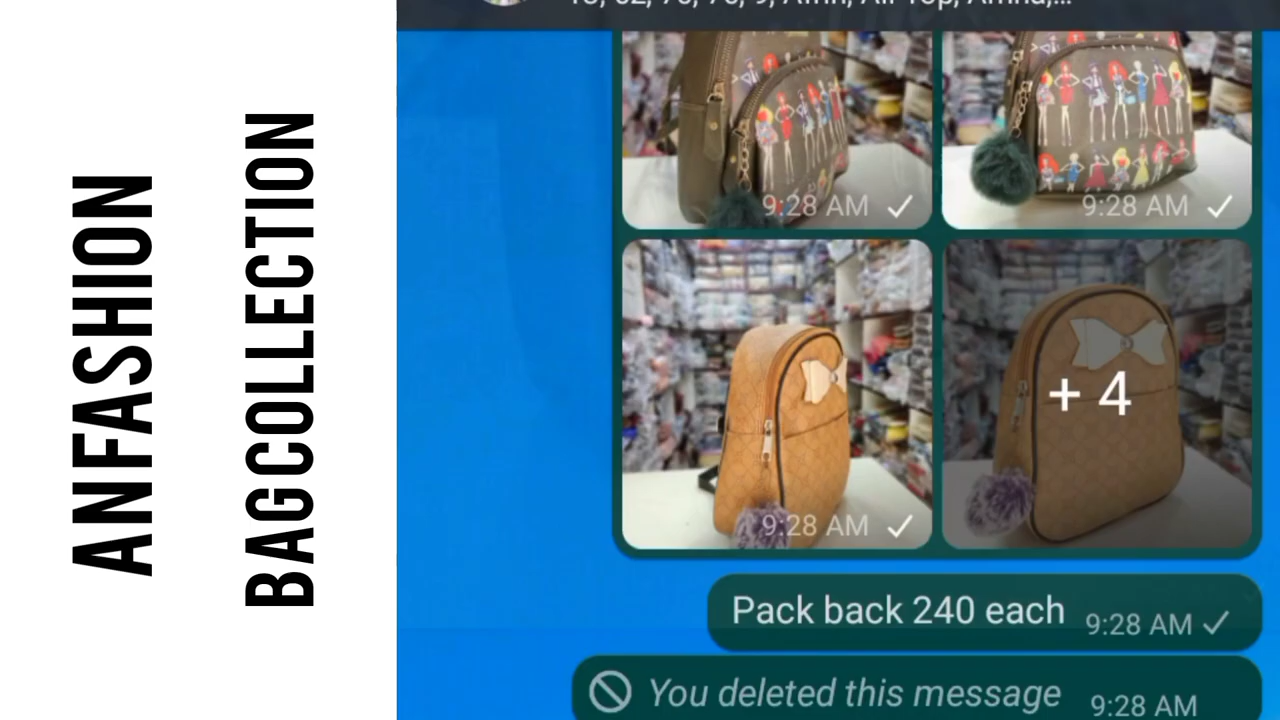 ANFASHION
BAGCOLLECTION
9:28 AM
9:28 AM
9:28 AM
+ 4
Pack back 240 each 9:28 AM
You deleted this message 9:28 AM